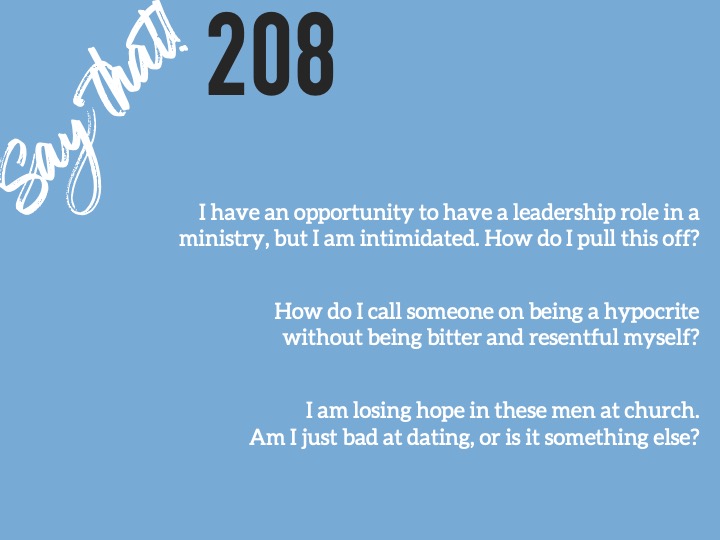 Say that!
208
I have an opportunity to have a leadership role in a
ministry, but I am intimidated. How do I pull this off?
How do I call someone on being a hypocrite
without being bitter and resentful myself?
I am losing hope in these men at church.
Am I just bad at dating, or is it something else?